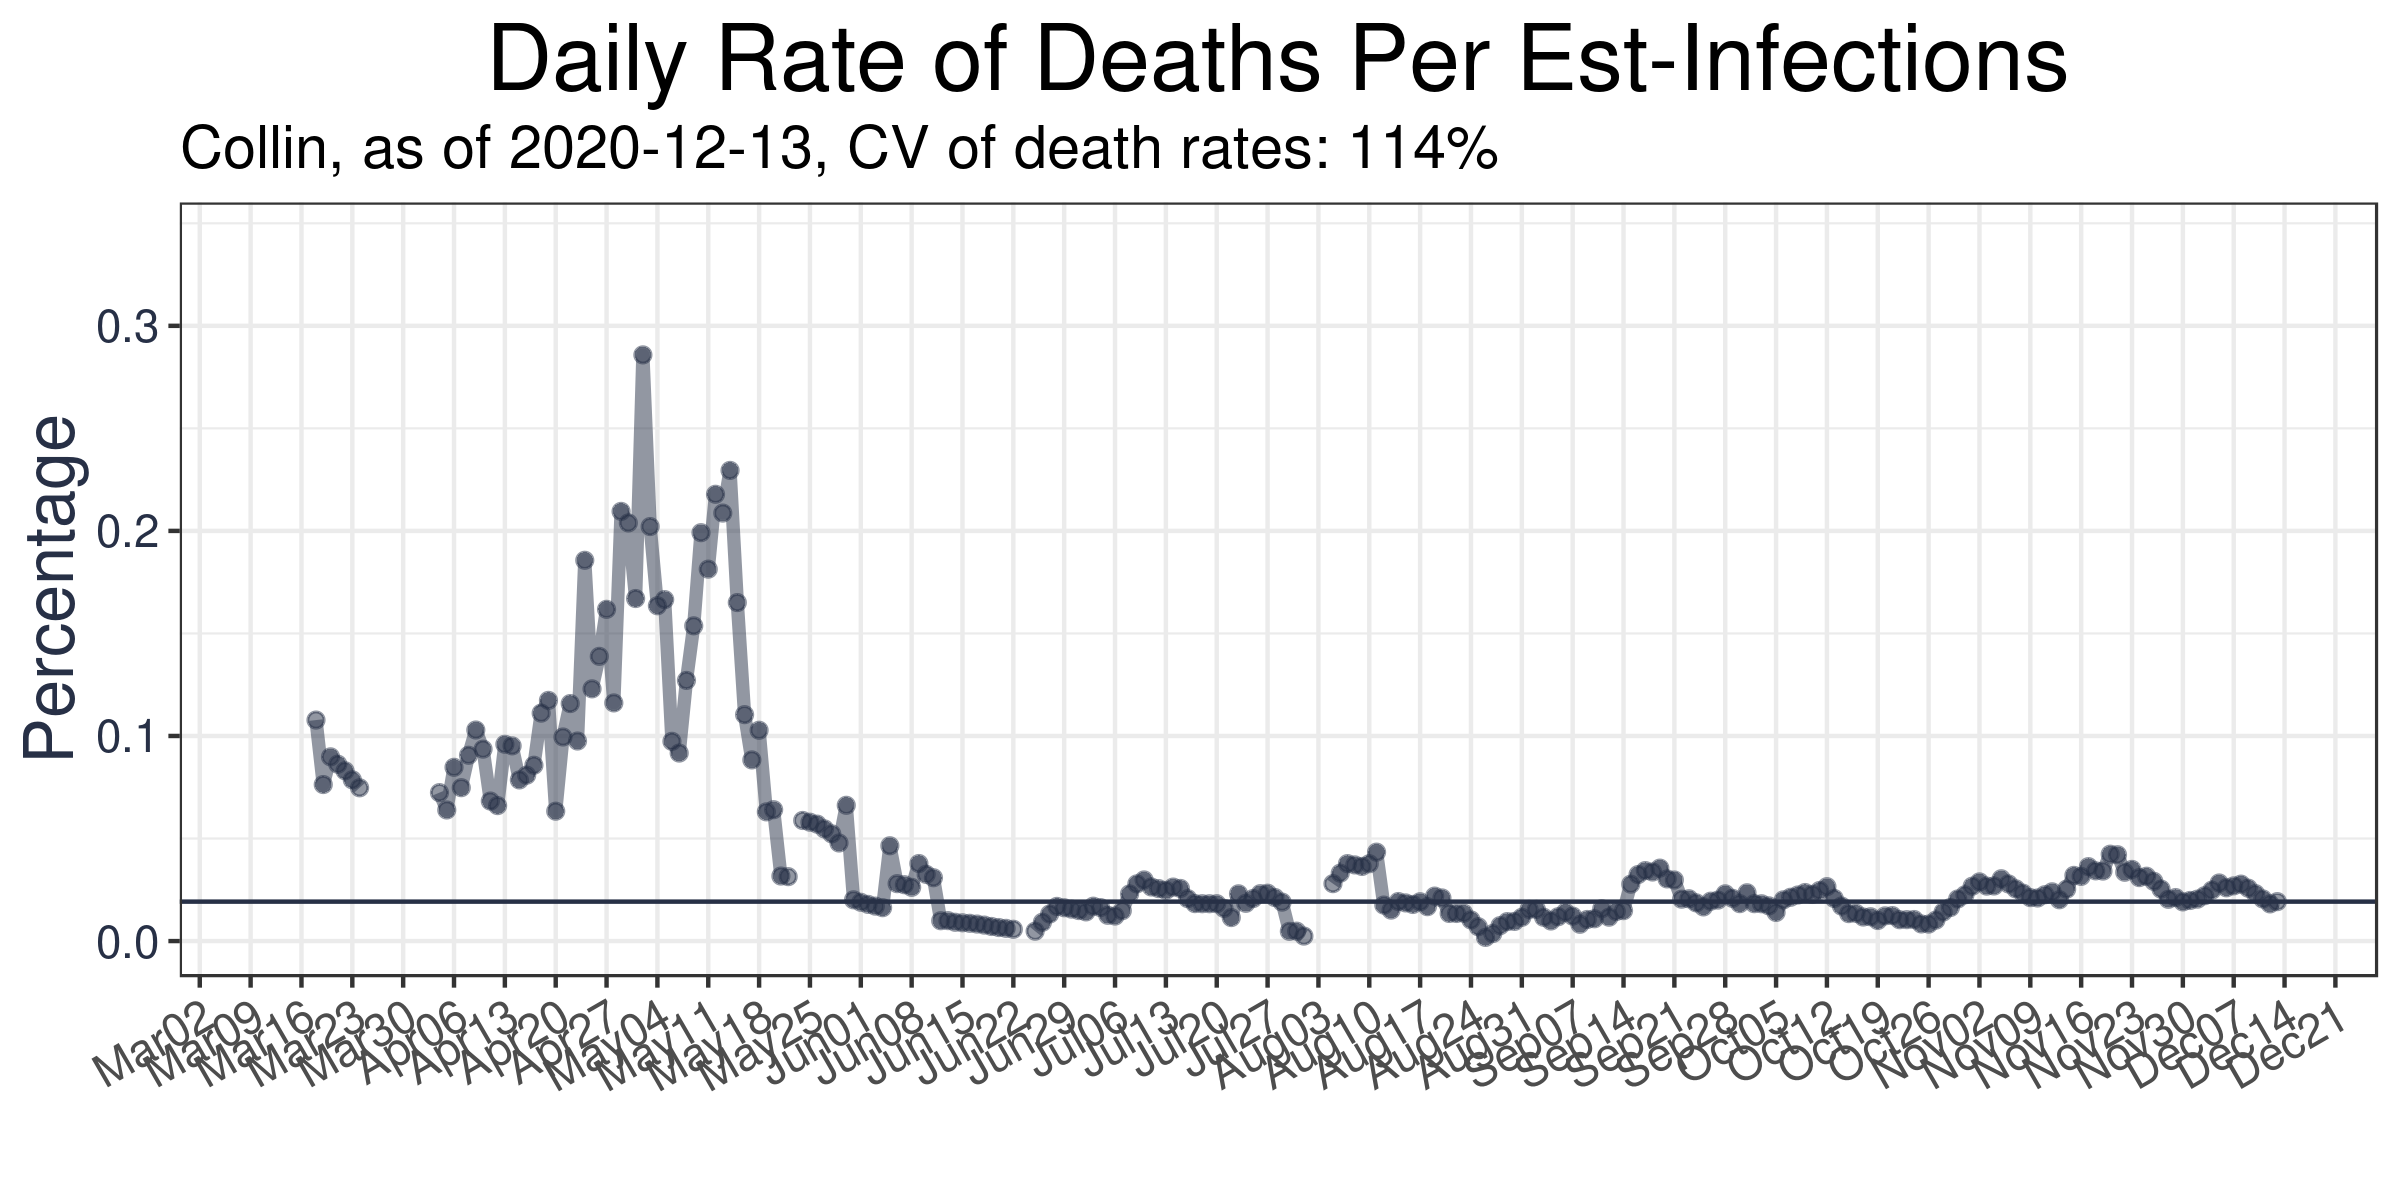 Daily Rate of Deaths Per Est-Infections
Collin, as of 2020-12-13, CV of death rates: 114%
Percentage
0.3
0.2
0.1
0.0
Mar02
Mar09
Mar16
Mar23
Mar30
Apr06
Apr13
Apr20
Apr27
May04
May11
May18
May25
Jun01
Jun08
Jun15
Jun22
Jun29
Jul06
Jul13
Jul20
Jul27
Aug03
Aug10
Aug17
Aug24
Aug31
Sep07
Sep14
Sep21
Sep28
Oct05
Oct12
Oct19
Oct26
Nov02
Nov09
Nov16
Nov23
Nov30
Dec07
Dec14
Dec21